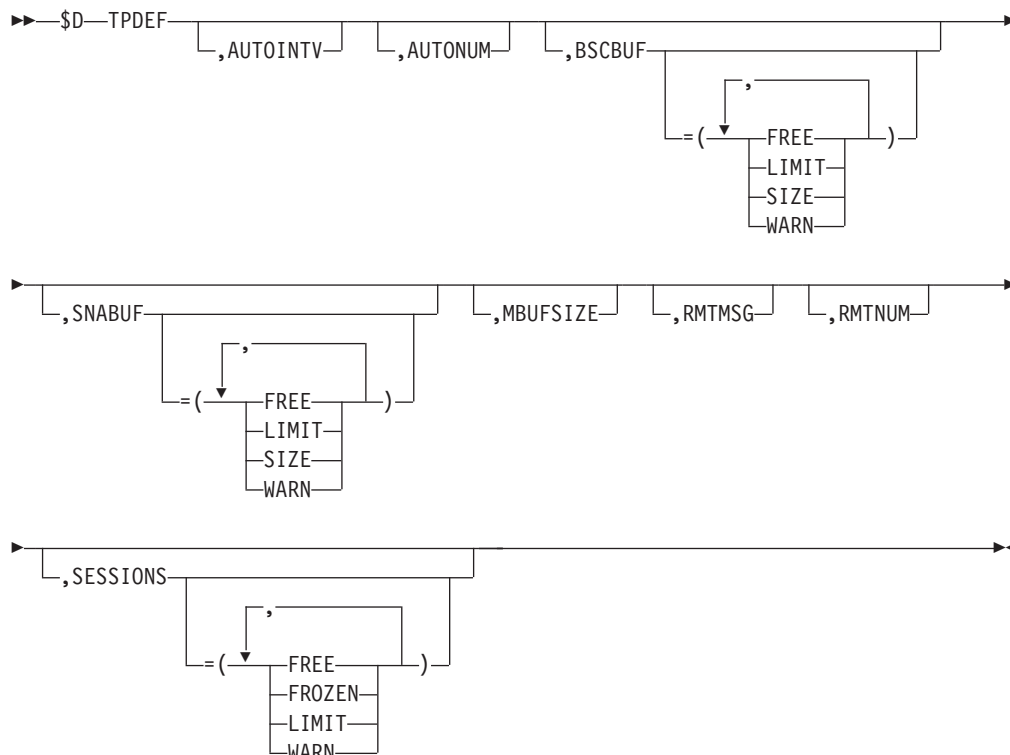 $D TPDEF
,AUTOINTV ,AUTONUM ,BSCBUF
,
=( FREE )
LIMIT
SIZE
WARN
,SNABUF ,MBUFSIZE ,RMTMSG ,RMTNUM
,
=( FREE )
LIMIT
SIZE
WARN
,SESSIONS
,
=( FREE )
FROZEN
LIMIT
WARN